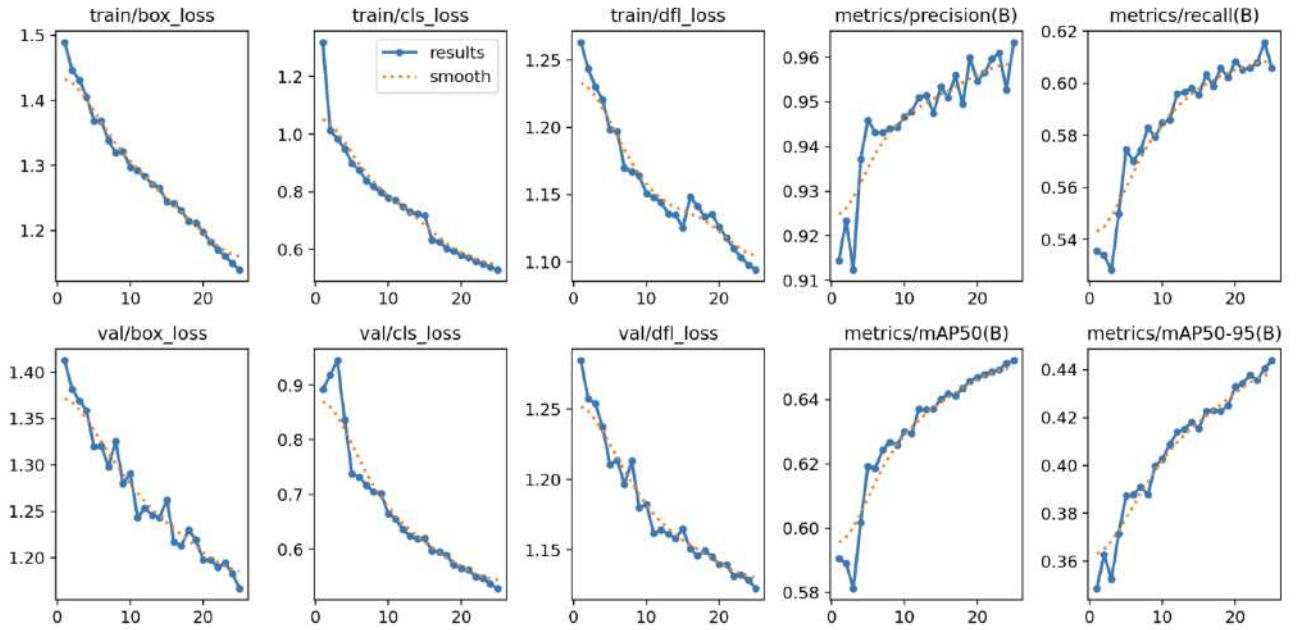 train/box_loss
train/cls_loss
train/dfl_loss
metrics/precision(B)
metrics/recall(B)
1.5
1.4
1.3
1.2
0 10 20
results
smooth
1.2
1.0
0.8
0.6
0 10 20
1.25
1.20
1.15
1.10
0 10 20
0.96
0.95
0.94
0.93
0.92
0.91
0 10 20
0.62
0.60
0.58
0.56
0.54
0 10 20
val/box_loss
val/cls_loss
val/dfl_loss
metrics/mAP50(B)
metrics/mAP50-95(B)
1.40
1.35
1.30
1.25
1.20
0 10 20
0.9
0.8
0.7
0.6
0 10 20
1.25
1.20
1.15
0 10 20
0.64
0.62
0.60
0.58
0 10 20
0.44
0.42
0.40
0.38
0.36
0 10 20